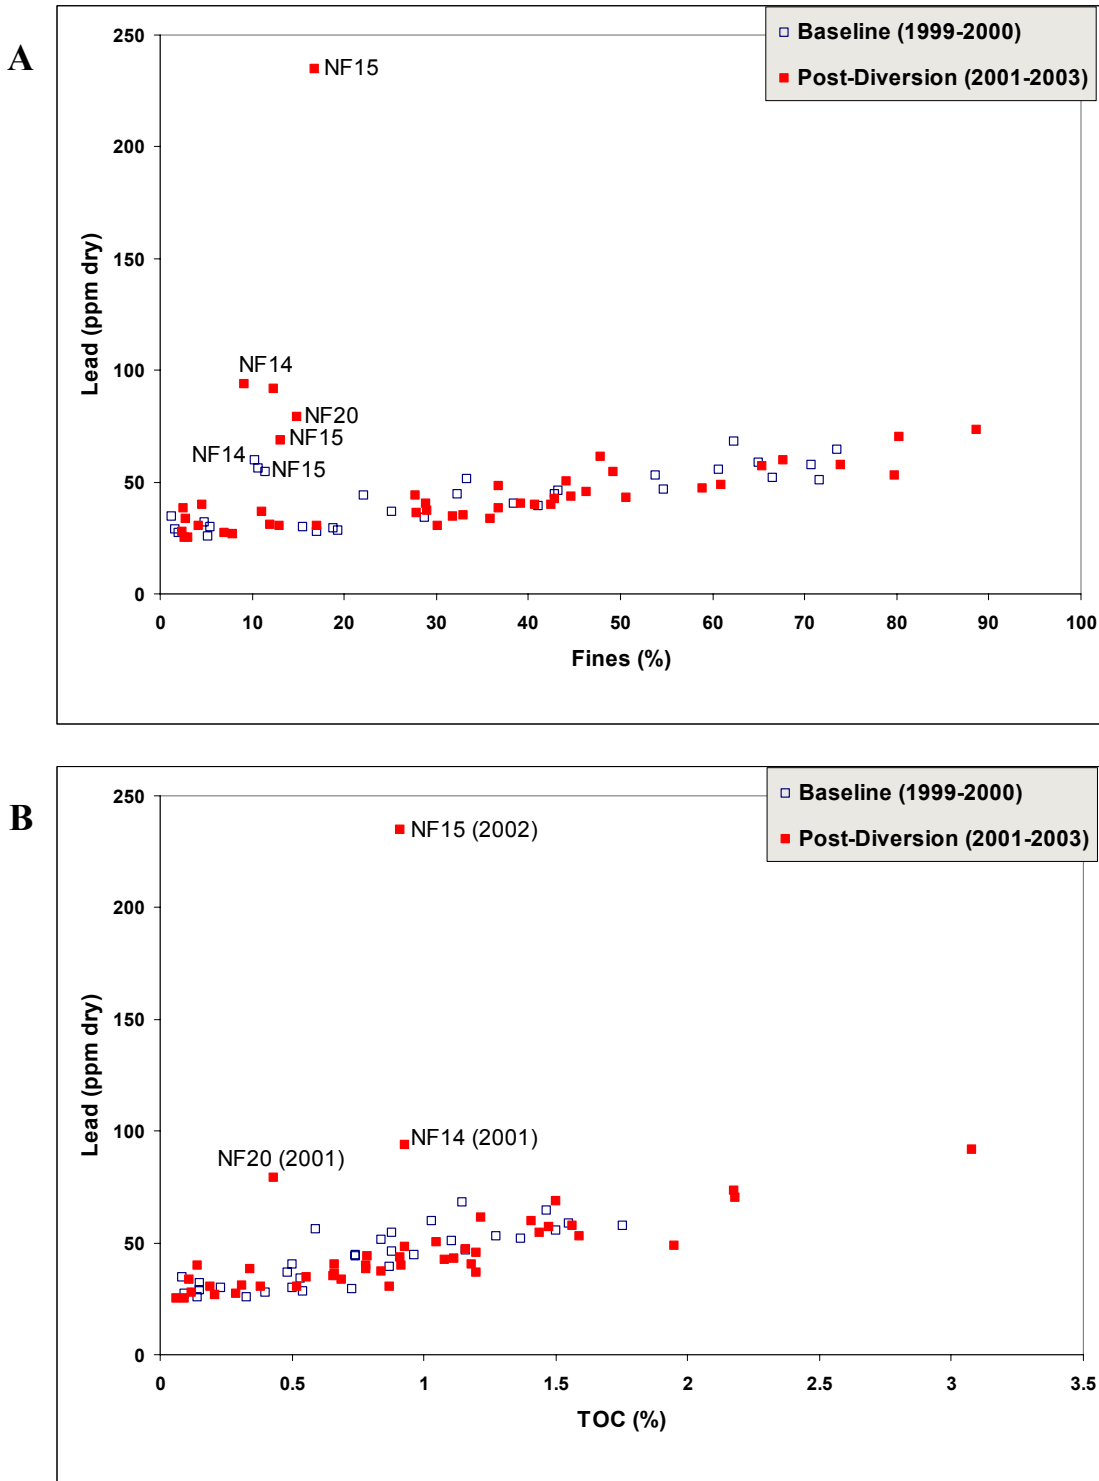 A
Baseline (1999-2000)
Post-Diversion (2001-2003)
250
200
150
100
50
0
Lead (ppm dry)
NF15
NF14
NF20
NF15
NF14
NF15
0 10 20 30 40 50 60 70 80 90 100
Fines (%)
B
Baseline (1999-2000)
Post-Diversion (2001-2003)
250
200
150
100
50
0
Lead (ppm dry)
NF15 (2002)
NF14 (2001)
NF20 (2001)
0 0.5 1 1.5 2 2.5 3 3.5
TOC (%)